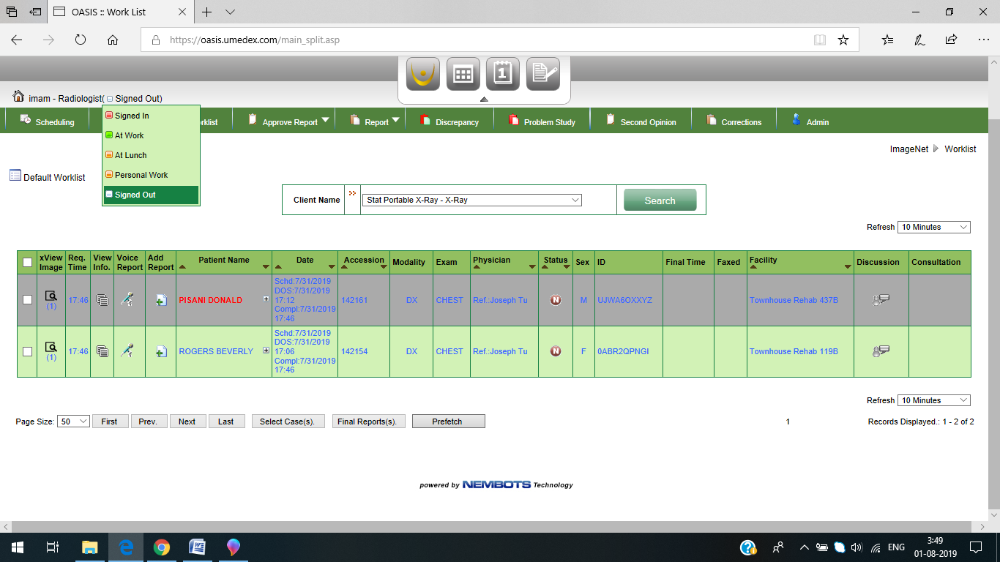 OASIS :: Work List
https://oasis.umedex.com/main_split.asp
1
imam - Radiologist( Signed Out)
Signed In
At Work
At Lunch
Personal Work
Signed Out
Scheduling
rklist
Approve Report
Report
Discrepancy
Problem Study
Second Opinion
Corrections
Admin
ImageNet Worklist
Default Worklist
Client Name
Stat Portable X-Ray - X-Ray
Search
Refresh 10 Minutes
xView Image Req. Time View Info. Voice Report Add Report Patient Name Date Accession Modality Exam Physician Status Sex ID Final Time Faxed Facility Discussion Consultation
(1) 17:46 PISANI DONALD Schd:7/31/2019 DOS:7/31/2019 17:12 Compl:7/31/2019 17:46 142161 DX CHEST Ref.:Joseph Tu N M UJWA6OXXYZ Townhouse Rehab 437B
(1) 17:46 ROGERS BEVERLY Schd:7/31/2019 DOS:7/31/2019 17:06 Compl:7/31/2019 17:46 142154 DX CHEST Ref.:Joseph Tu N F 0ABR2QPNGI Townhouse Rehab 119B
Refresh 10 Minutes
Page Size: 50 First Prev. Next Last Select Case(s). Final Reports(s). Prefetch 1 Records Displayed.: 1 - 2 of 2
powered by NEMBOTS Technology
ENG
3:49
01-08-2019